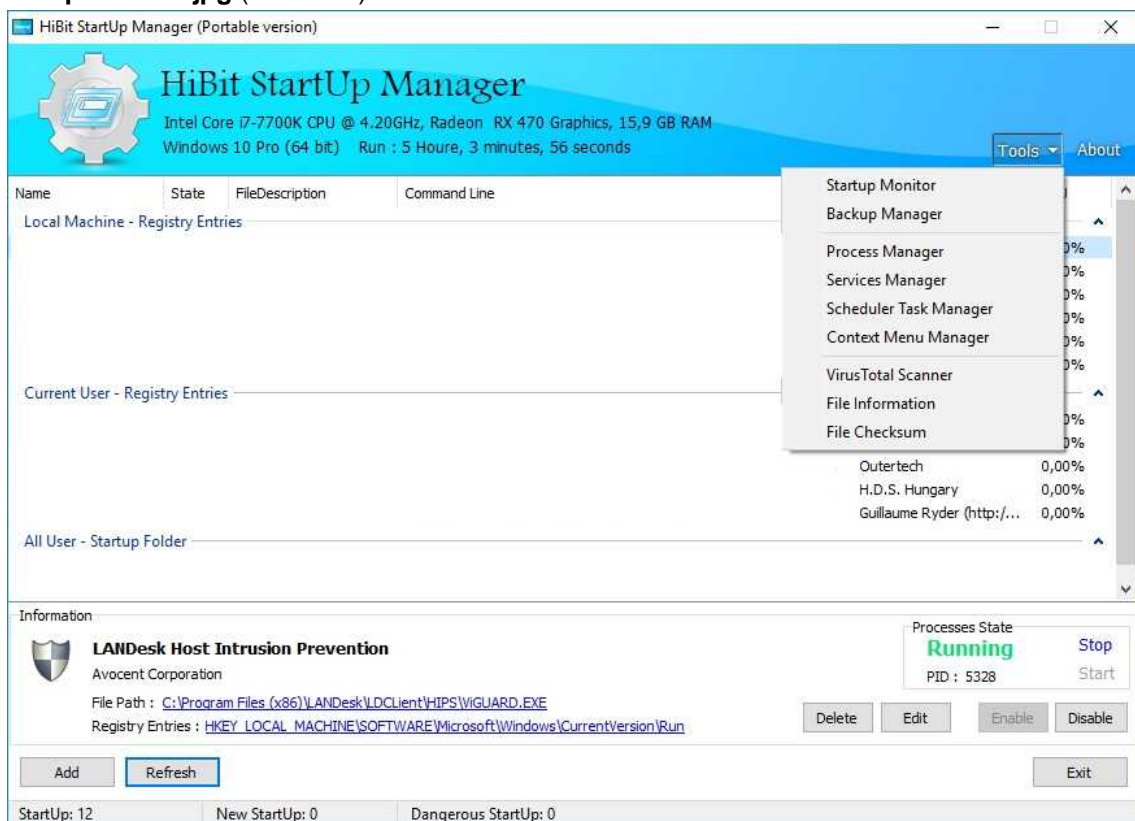 HiBit StartUp Manager (Portable version)
HiBit StartUp Manager
Intel Core i7-7700K CPU @ 4.20GHz, Radeon RX 470 Graphics, 15,9 GB RAM
Windows 10 Pro (64 bit) Run : 5 Houre, 3 minutes, 56 seconds
Tools About
Name State FileDescription Command Line
Startup Monitor
Backup Manager
Process Manager
Services Manager
Scheduler Task Manager
Context Menu Manager
VirusTotal Scanner
File Information
File Checksum
Local Machine - Registry Entries
Current User - Registry Entries
Outertech 0,00%
H.D.S. Hungary 0,00%
Guillaume Ryder (http:/... 0,00%
All User - Startup Folder
Information
LANDesk Host Intrusion Prevention
Avocent Corporation
File Path : C:\Program Files (x86)\LANDesk\LDCLient\HIPS\ViGUARD.EXE
Registry Entries : HKEY_LOCAL_MACHINE\SOFTWARE\Microsoft\Windows\CurrentVersion\Run
Processes State
Running Stop
PID : 5328 Start
Delete Edit Enable Disable
Add Refresh Exit
StartUp: 12 New StartUp: 0 Dangerous StartUp: 0